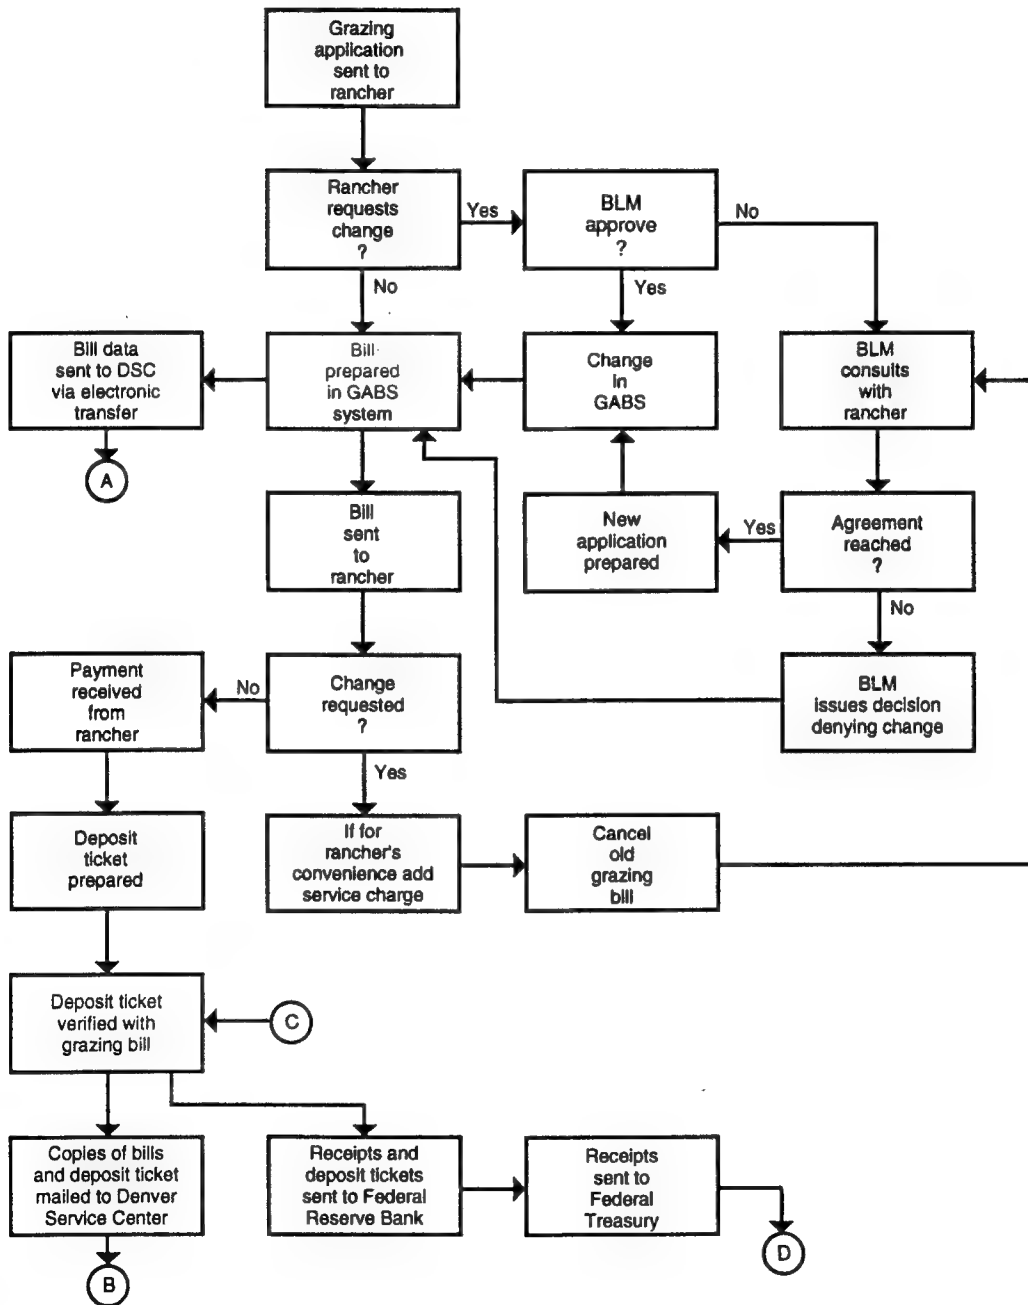 Grazing
application
sent to
rancher
Rancher
requests
change
?
Yes
BLM
approve
?
No
No
Yes
Bill data
sent to DSC
via electronic
transfer
Bill
prepared
in GABS
system
Change
in
GABS
BLM
consults
with
rancher
A
Bill
sent
to
rancher
New
application
prepared
Yes
Agreement
reached
?
No
Payment
received
from
rancher
No
Change
requested
?
BLM
issues decision
denying change
Yes
Deposit
ticket
prepared
If for
rancher's
convenience add
service charge
Cancel
old
grazing
bill
Deposit ticket
verified with
grazing bill
C
Copies of bills
and deposit ticket
mailed to Denver
Service Center
Receipts and
deposit tickets
sent to Federal
Reserve Bank
Receipts
sent to
Federal
Treasury
B
D